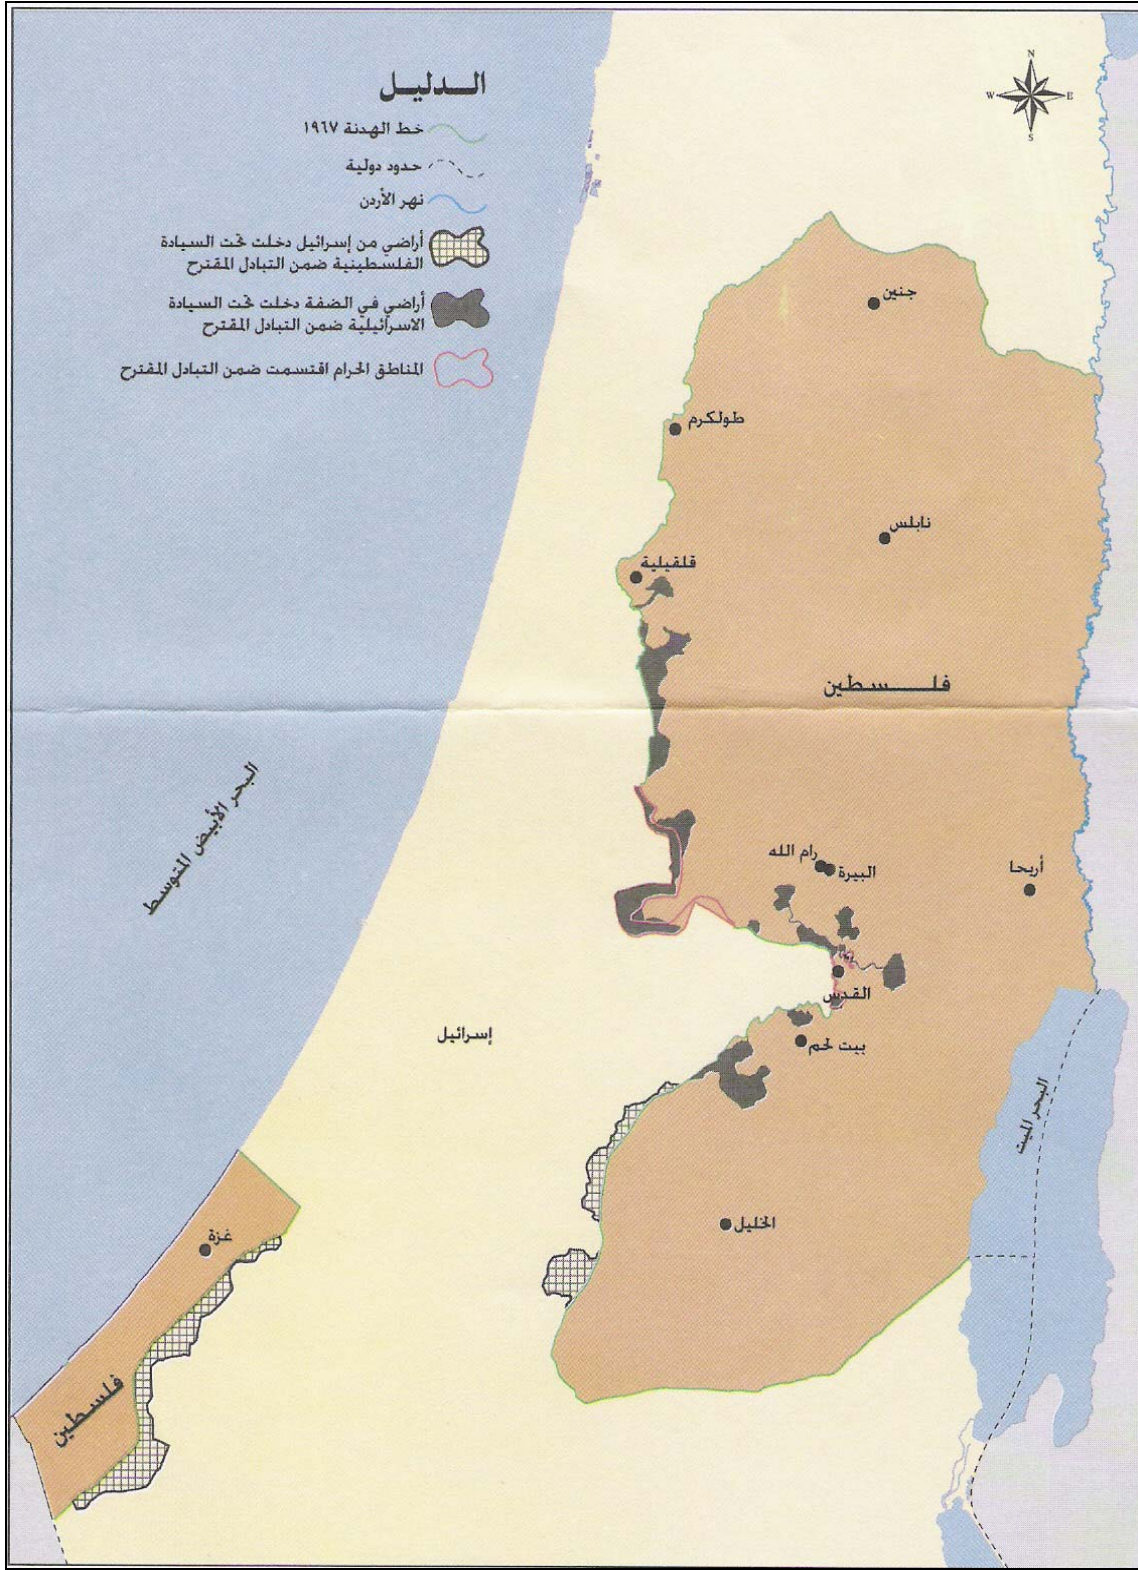 الـدليـل
خط الهدنة ١٩٦٧
حدود دولية
نهر الأردن
أراضي من إسرائيل دخلت تحت السيادة
الفلسطينية ضمن التبادل المقترح
أراضي في الضفة دخلت تحت السيادة
الاسرائيلية ضمن التبادل المقترح
المناطق الحرام اقتسمت ضمن التبادل المقترح
N
W
E
S
جنين
طولكرم
نابلس
قلقيلية
فلـــسطين
البحر الأبيض المتوسط
رام الله
البيرة
أريحا
القدس
إسرائيل
بيت لحم
البحر الميت
الخليل
غزة
فلسطين